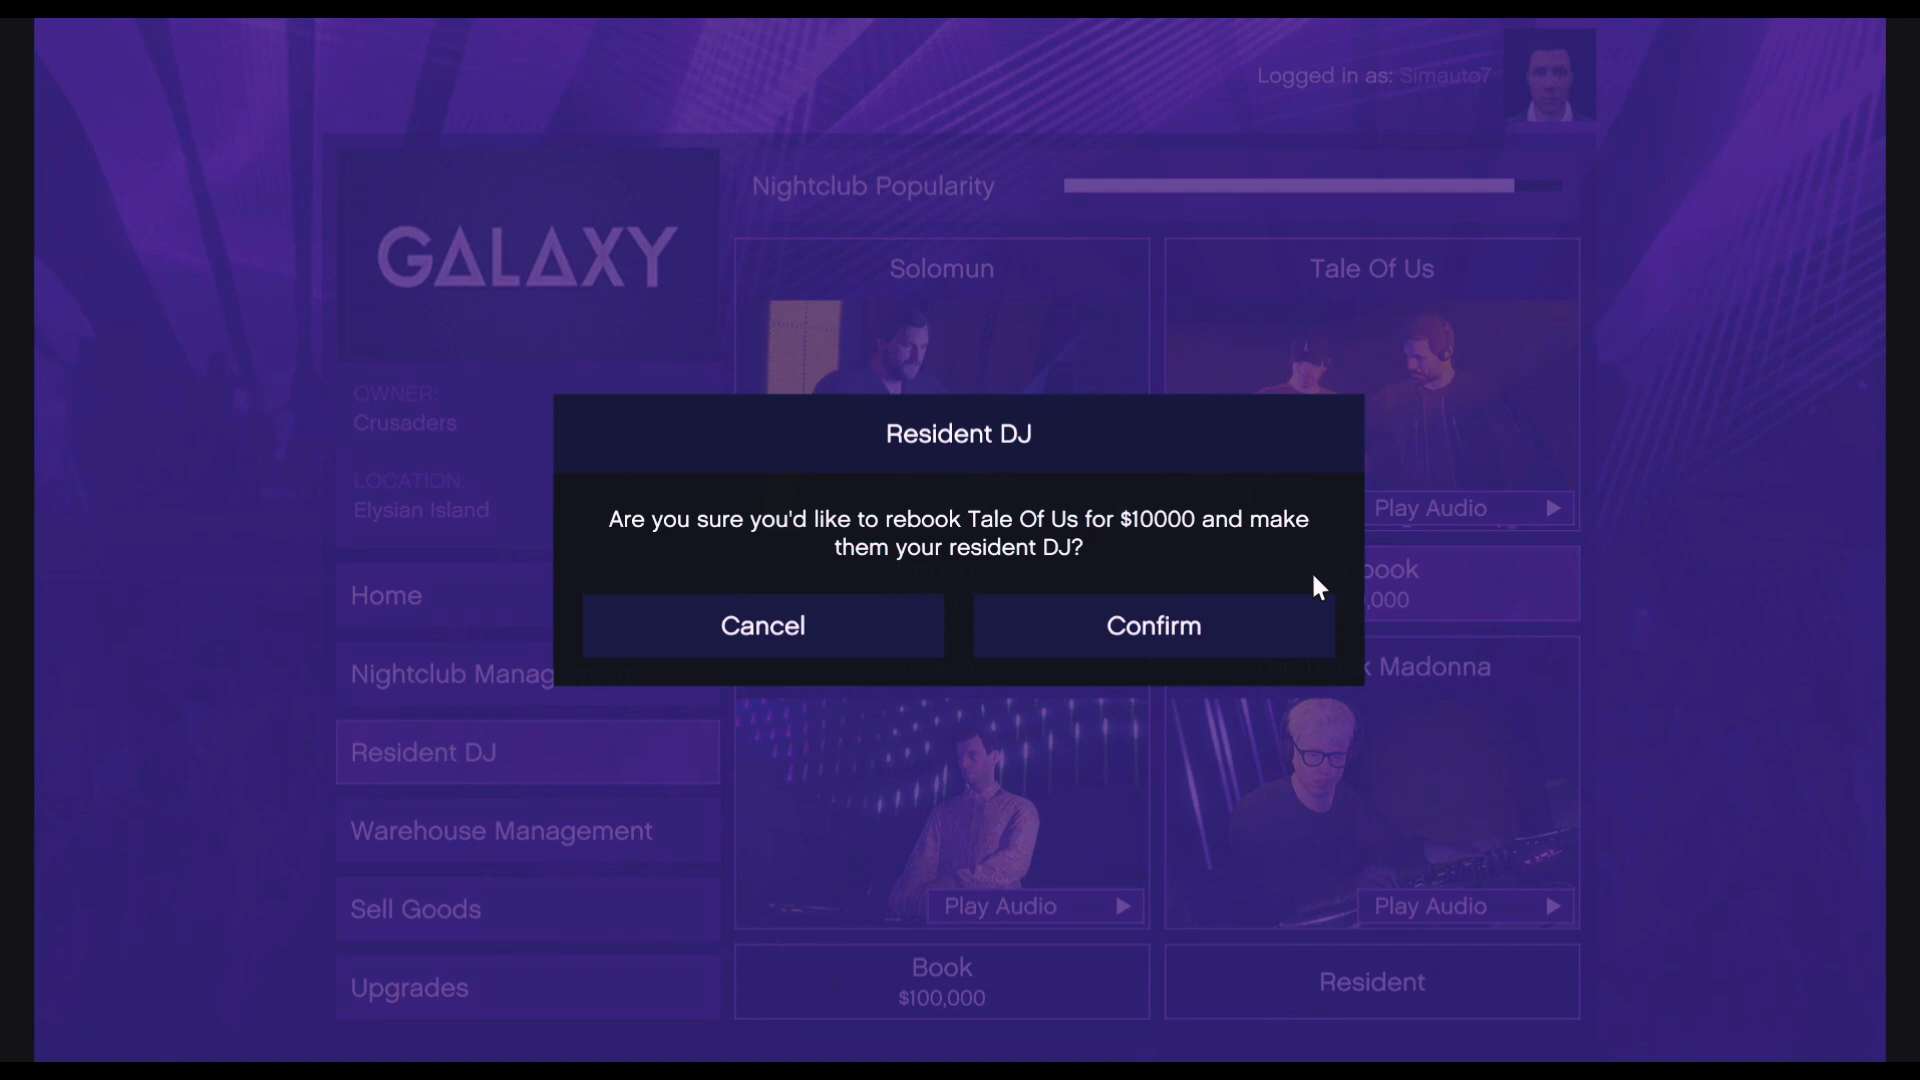 Logged in as: Simauto7
GALAXY
Nightclub Popularity
Solomun
Tale Of Us
OWNER:
Crusaders
LOCATION:
Elysian Island
Resident DJ
Are you sure you'd like to rebook Tale Of Us for $10000 and make
them your resident DJ?
Cancel
Confirm
Play Audio
Home
Nightclub Manag
Madonna
Resident DJ
Warehouse Management
Sell Goods
Upgrades
Play Audio
Play Audio
Book
$100,000
Resident